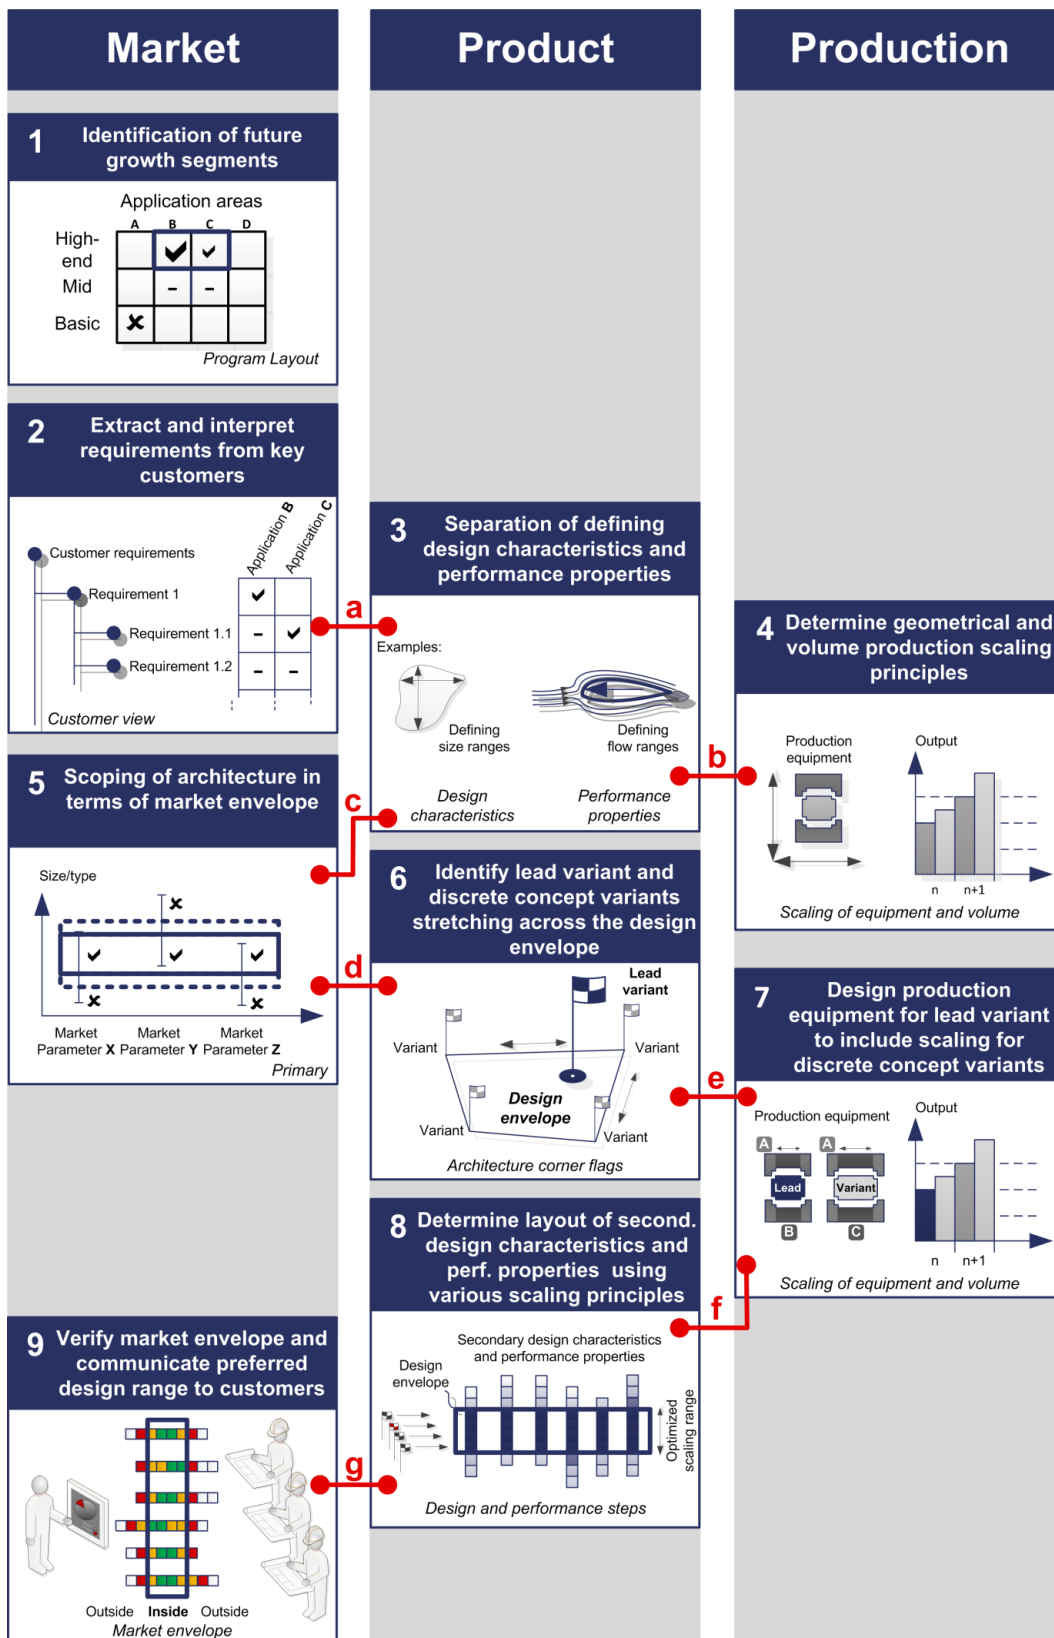 Market
Product
Production
1
Identification of future
growth segments
Application areas
A B C D
High-
end
Mid
- -
Basic
Program Layout
2
Extract and interpret
requirements from key
customers
Application B
Application C
Customer requirements
Requirement 1
Requirement 1.1
-
Requirement 1.2
- -
Customer view
a
3
Separation of defining
design characteristics and
performance properties
Examples:
Defining
size ranges
Defining
flow ranges
Design
characteristics
Performance
properties
b
4
Determine geometrical and
volume production scaling
principles
Production
equipment
Output
n n+1
Scaling of equipment and volume
5
Scoping of architecture in
terms of market envelope
c
Size/type
Market
Parameter X
Market
Parameter Y
Market
Parameter Z
Primary
d
6
Identify lead variant and
discrete concept variants
stretching across the design
envelope
Lead
variant
Variant
Variant
Design
envelope
Variant
Variant
Architecture corner flags
e
7
Design production
equipment for lead variant
to include scaling for
discrete concept variants
Production equipment
Output
A A
Lead
Variant
B C
n n+1
Scaling of equipment and volume
f
8
Determine layout of second.
design characteristics and
perf. properties using
various scaling principles
Secondary design characteristics
and performance properties
Design
envelope
Optimized
scaling range
Design and performance steps
g
9
Verify market envelope and
communicate preferred
design range to customers
Outside Inside Outside
Market envelope